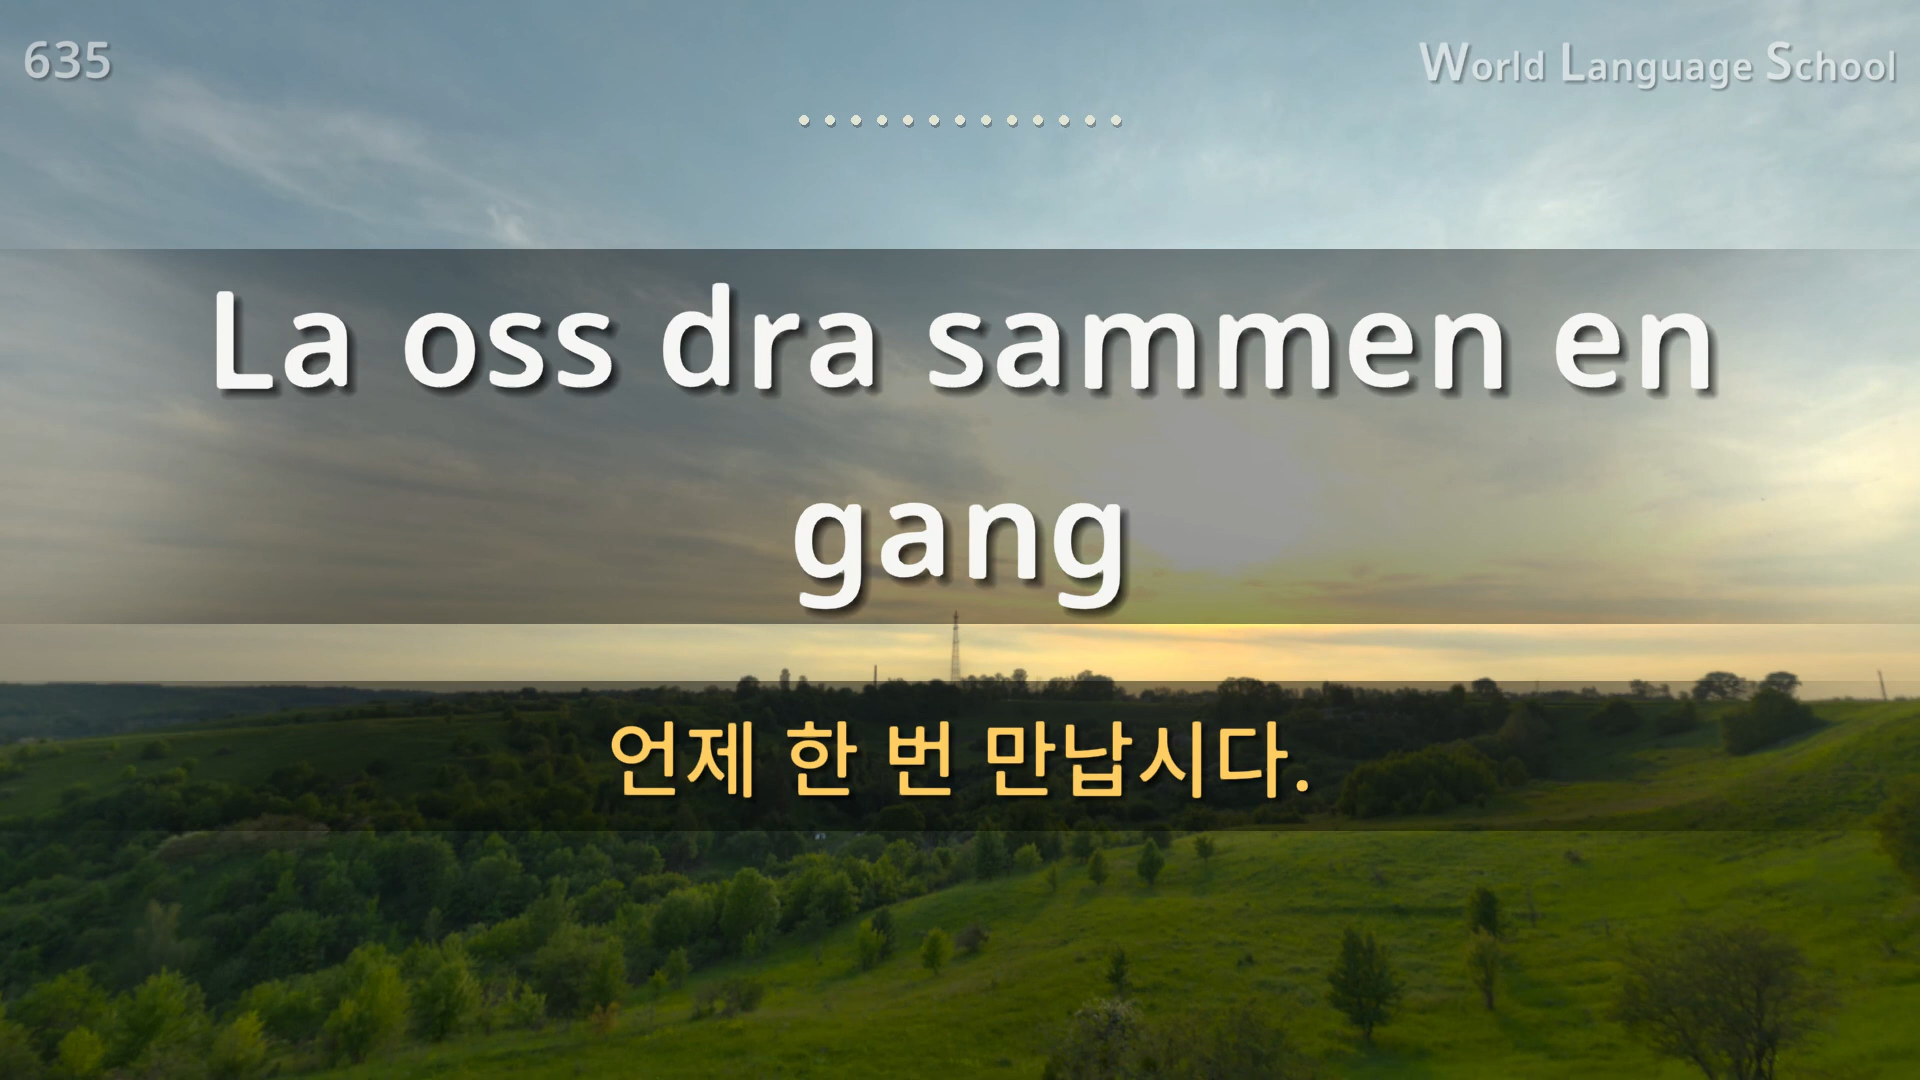 635
World Language School
La oss dra sammen en
gang
언제 한 번 만납시다.